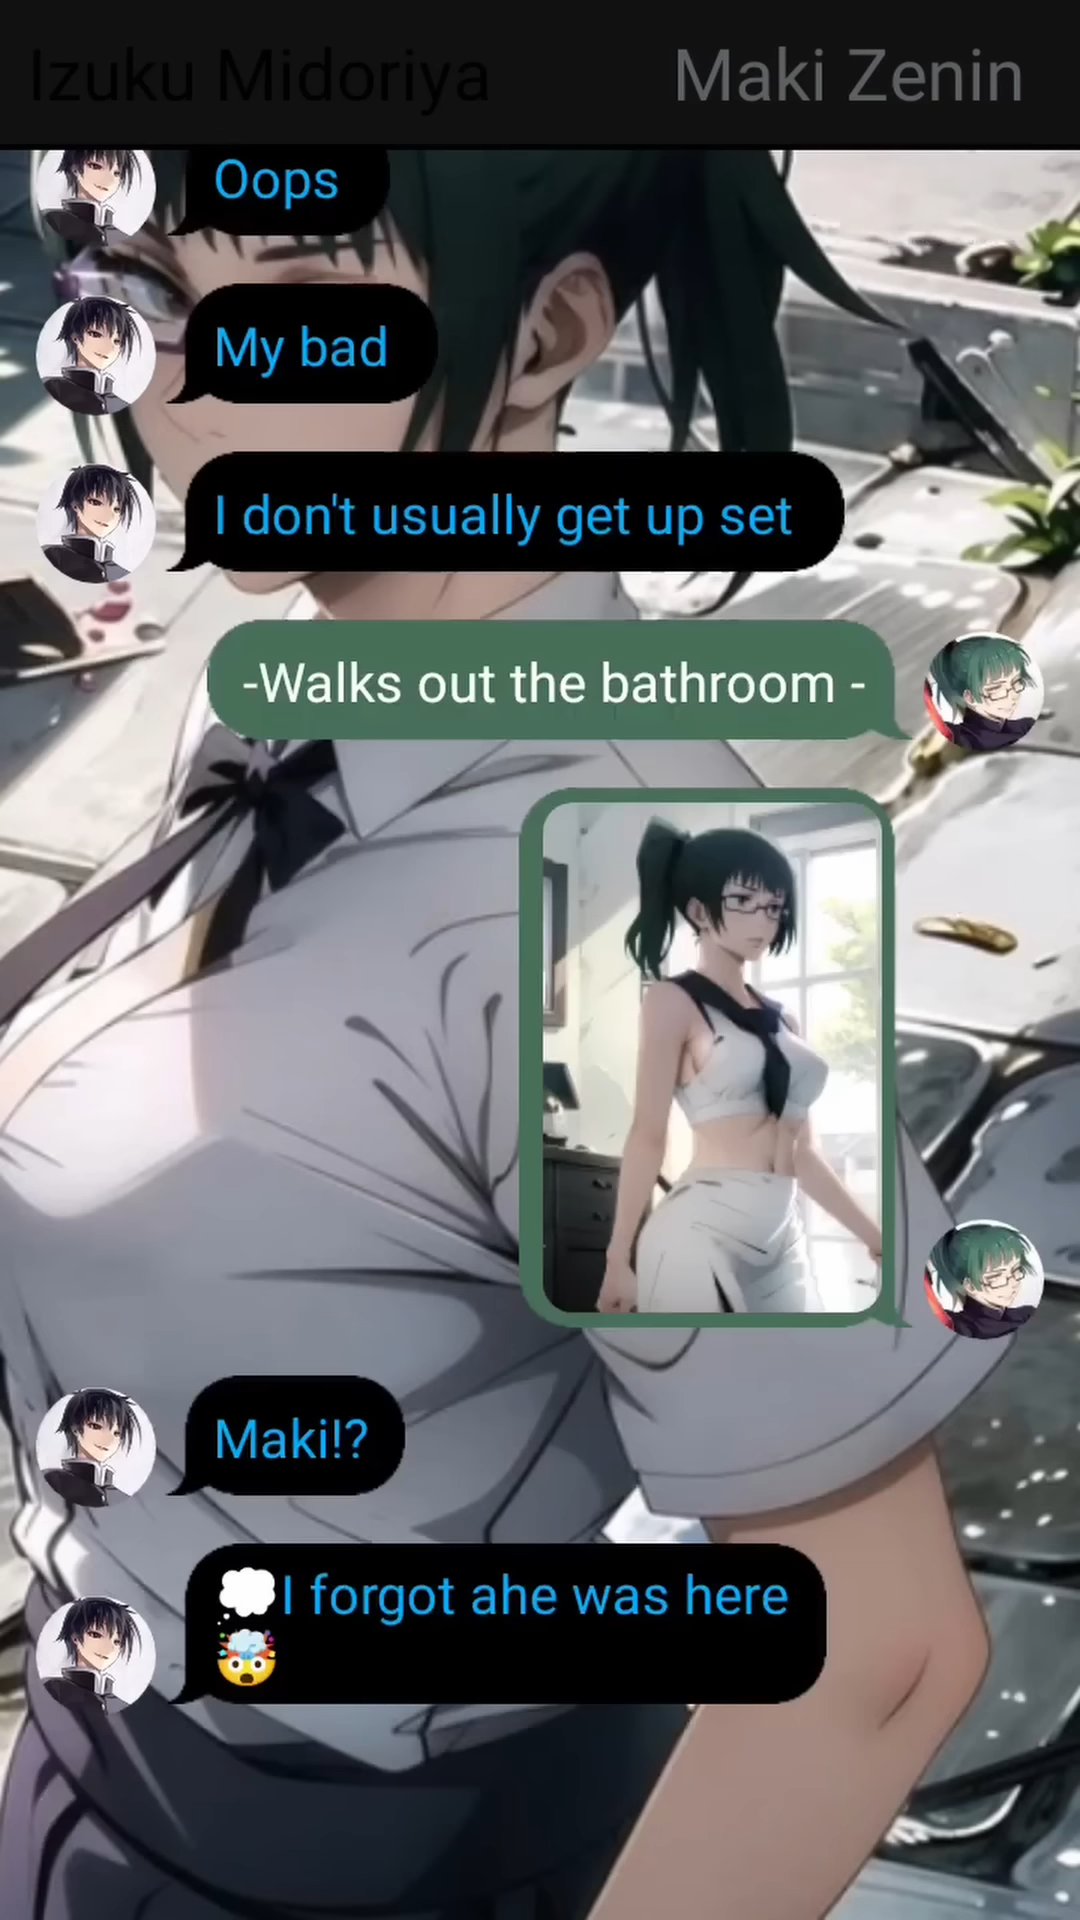 Izuku Midoriya
Maki Zenin
Oops
My bad
I don't usually get up set
-Walks out the bathroom -
Maki!?
💭I forgot ahe was here
🤯